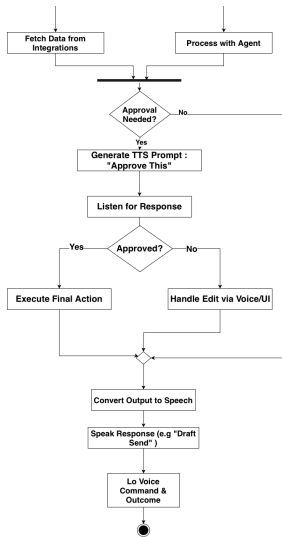 Fetch Data from
Integrations
Process with Agent
Approval
Needed?
No
Yes
Generate TTS Prompt :
"Approve This"
Listen for Response
Yes
Approved?
No
Execute Final Action
Handle Edit via Voice/UI
Convert Output to Speech
Speak Response (e.g "Draft
Send" )
Lo Voice
Command &
Outcome